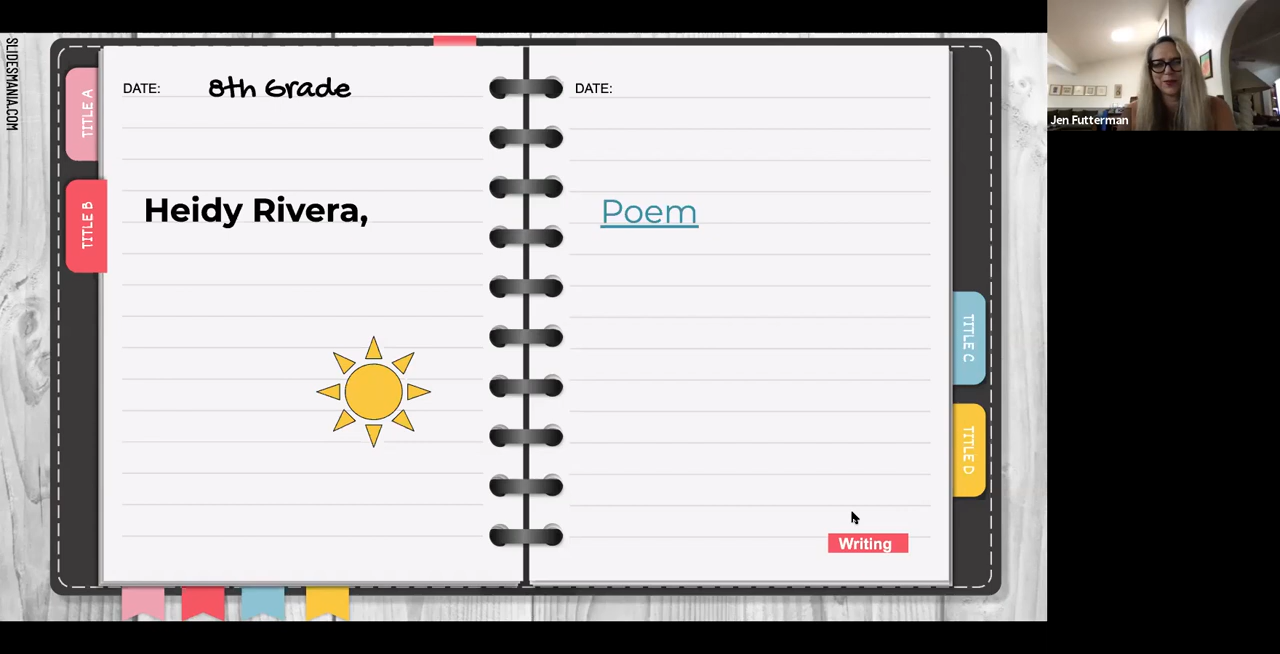 SLIDESMANIA.COM
TITLE A
TITLE B
DATE:
8th Grade
Heidy Rivera,
DATE:
Poem
Writing
TITLE C
TITLE D
Jen Futterman